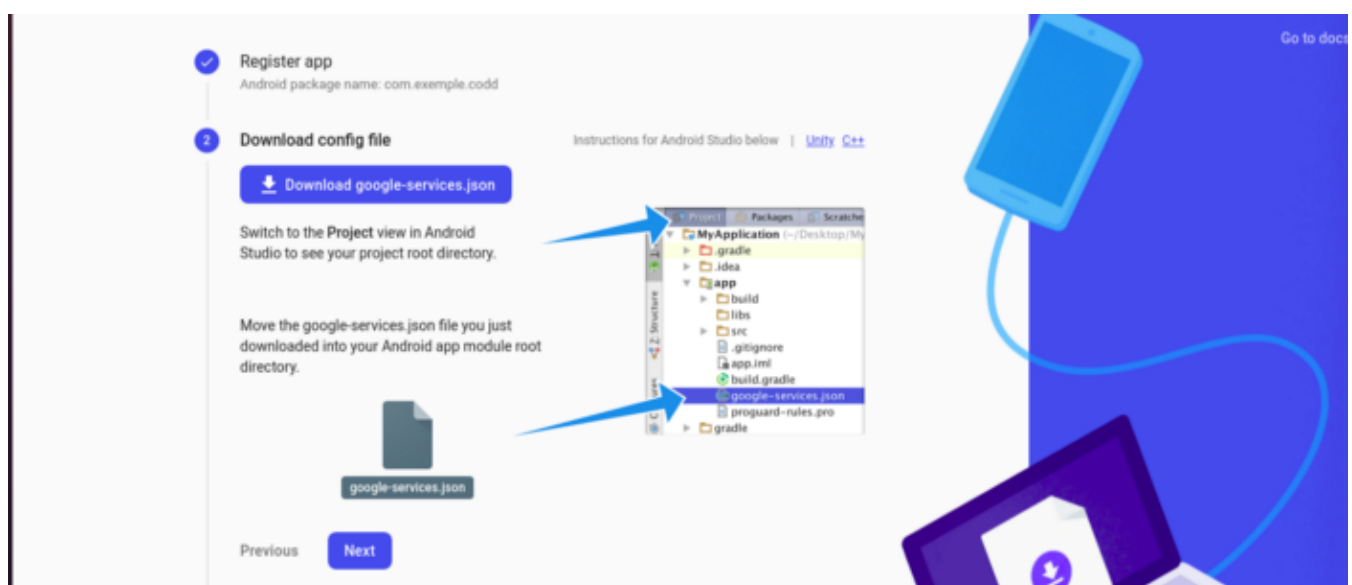 Go to docs
Register app
Android package name: com.exemple.codd
2
Download config file
Instructions for Android Studio below | Unity C++
Download google-services.json
Switch to the Project view in Android
Studio to see your project root directory.
Project Packages Scratche
MyApplication (~/Desktop/My
.gradle
.idea
app
build
libs
src
.gitignore
app.iml
build.gradle
google-services.json
proguard-rules.pro
gradle
Z: Structure
Move the google-services.json file you just
downloaded into your Android app module root
directory.
google-services.json
Previous Next